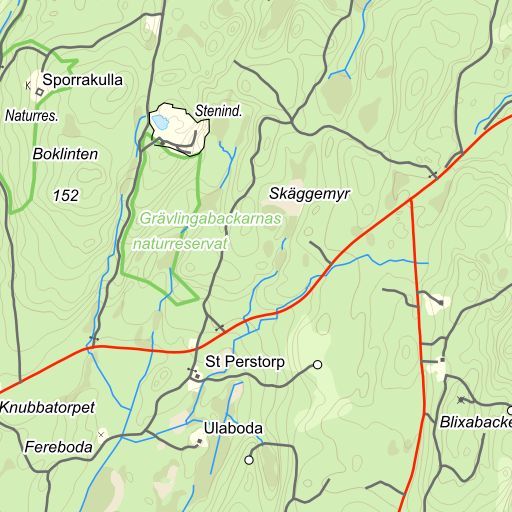 Sporrakulla
K
Stenind.
Naturres.
Boklinten
152
Skäggemyr
Grävlingabackarnas
naturreservat
St Perstorp
Knubbatorpet
Ulaboda
Blixabacke
Fereboda